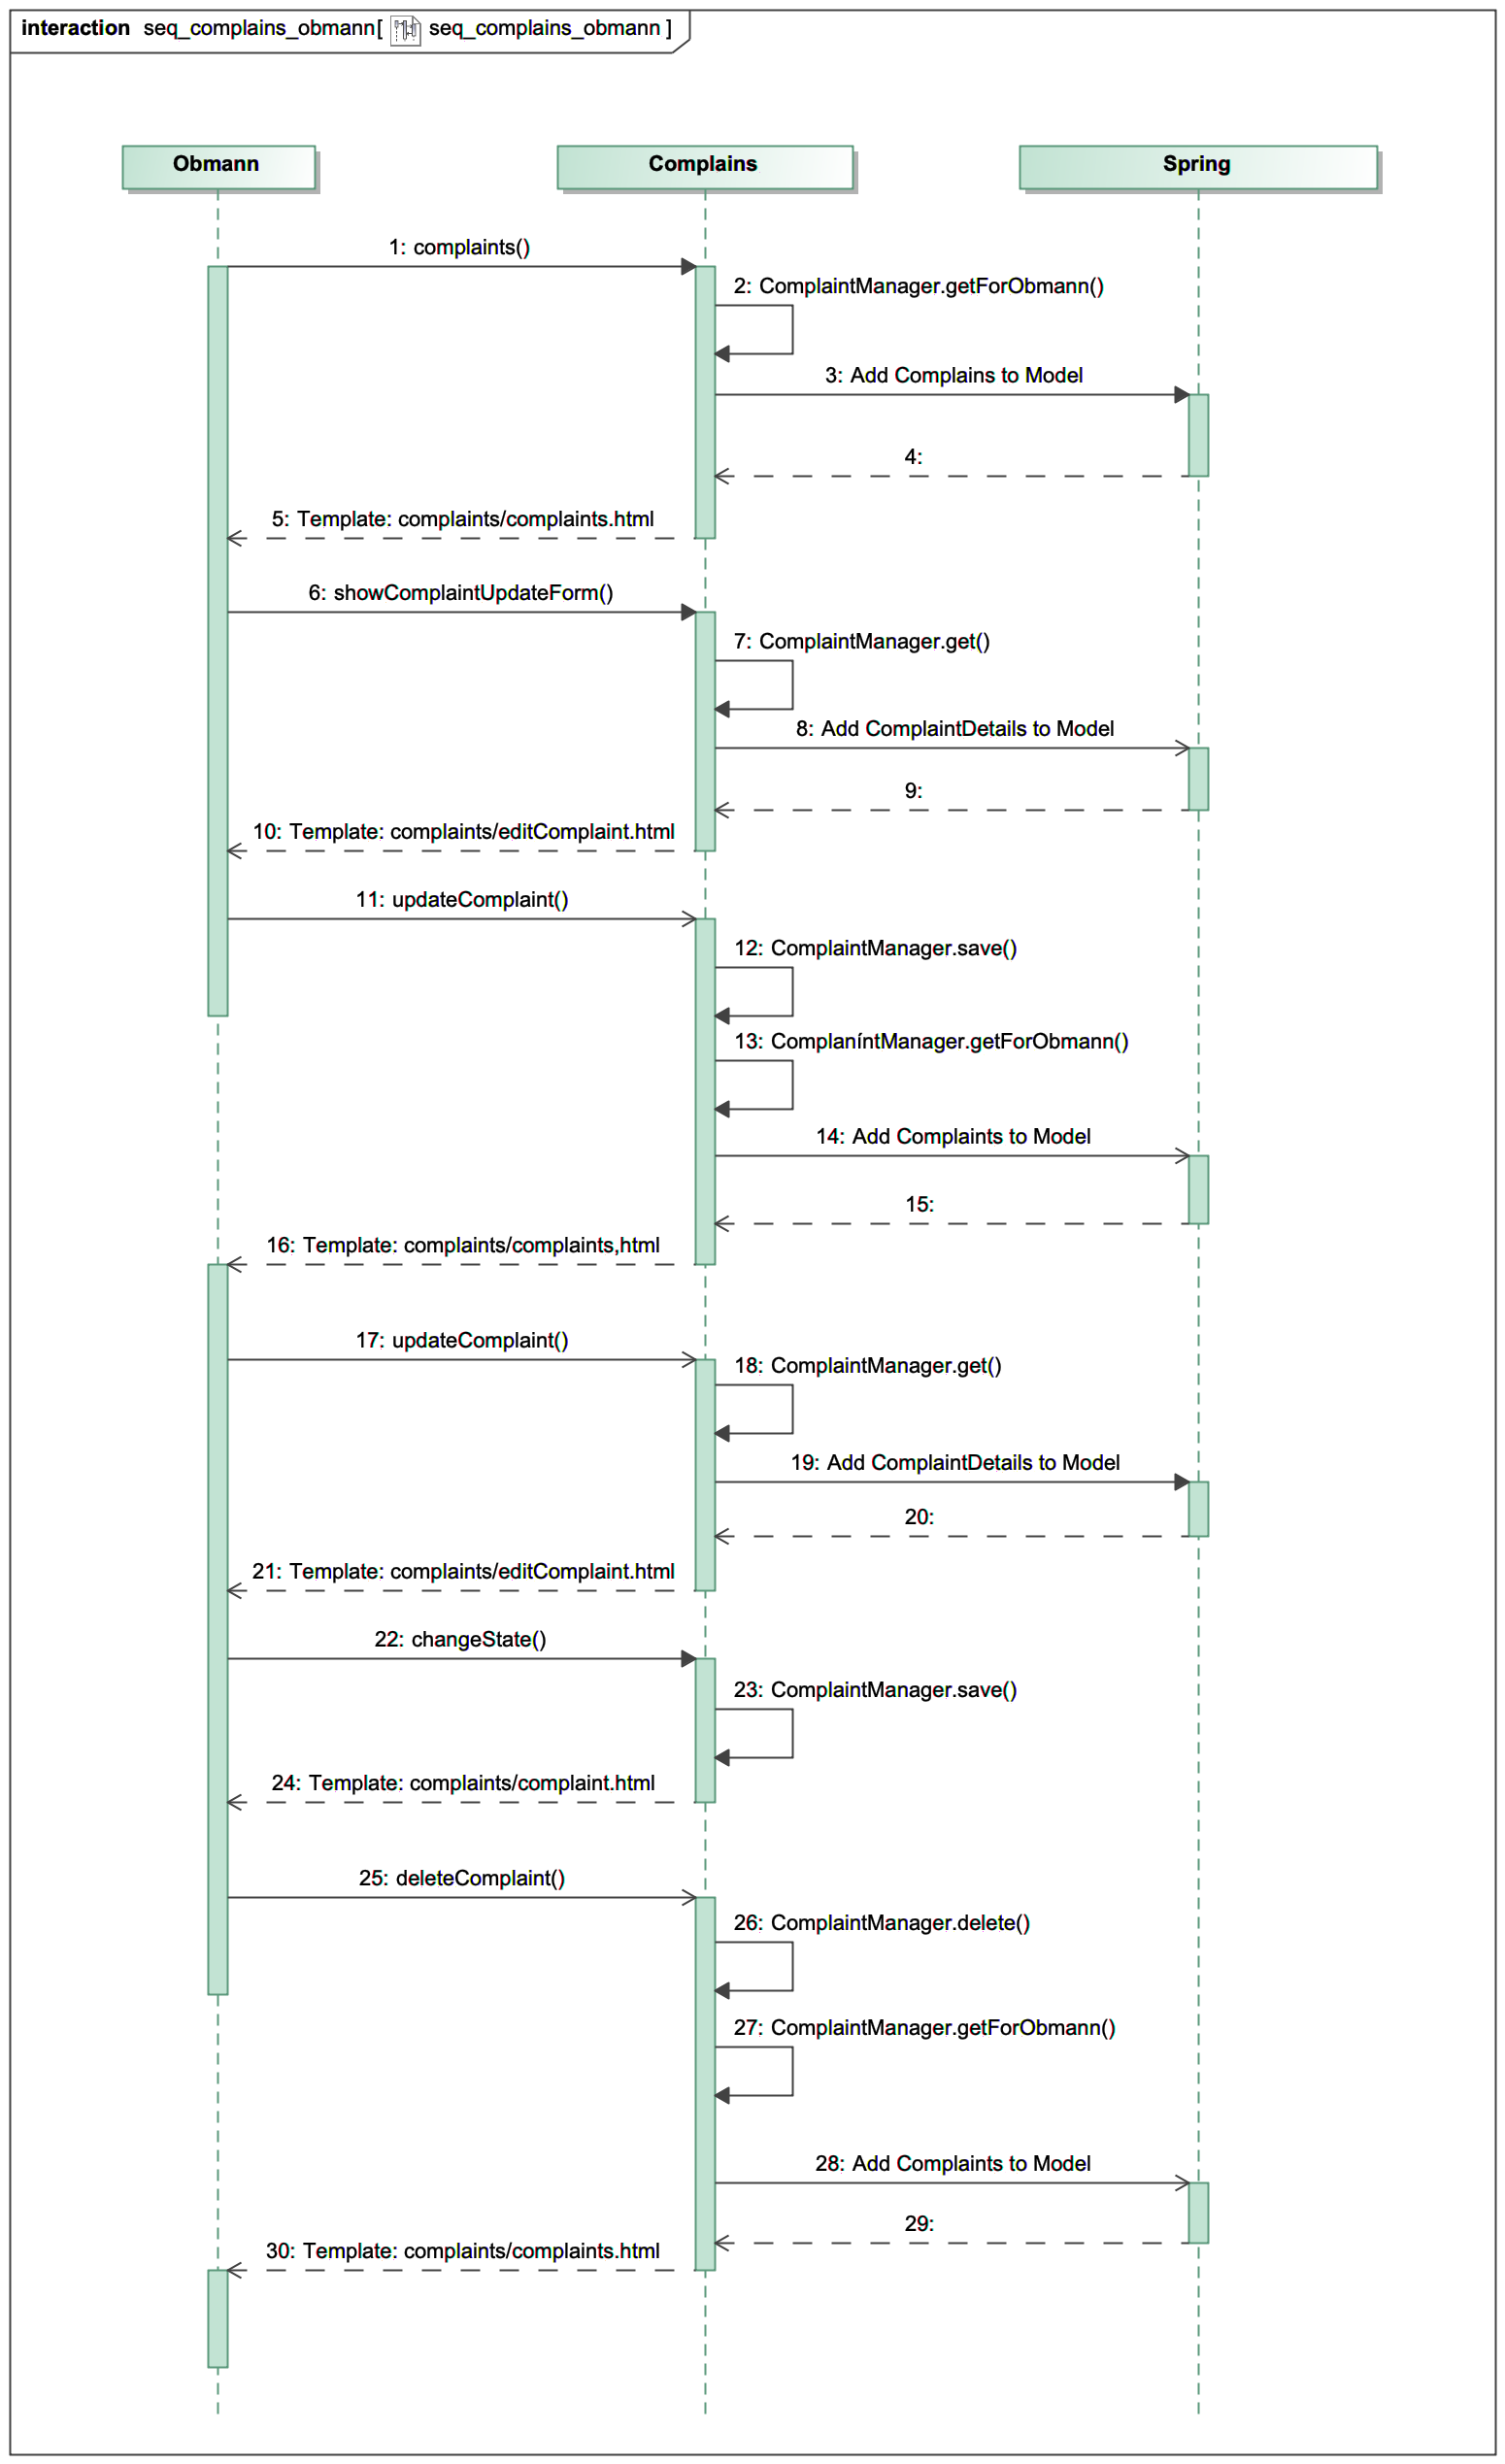 interaction seq_complains_obmann[ seq_complains_obmann ]
Obmann
Complains
Spring
1: complaints()
2: ComplaintManager.getForObmann()
3: Add Complains to Model
4:
5: Template: complaints/complaints.html
6: showComplaintUpdateForm()
7: ComplaintManager.get()
8: Add ComplaintDetails to Model
9:
10: Template: complaints/editComplaint.html
11: updateComplaint()
12: ComplaintManager.save()
13: ComplaníntManager.getForObmann()
14: Add Complaints to Model
15:
16: Template: complaints/complaints,html
17: updateComplaint()
18: ComplaintManager.get()
19: Add ComplaintDetails to Model
20:
21: Template: complaints/editComplaint.html
22: changeState()
23: ComplaintManager.save()
24: Template: complaints/complaint.html
25: deleteComplaint()
26: ComplaintManager.delete()
27: ComplaintManager.getForObmann()
28: Add Complaints to Model
29:
30: Template: complaints/complaints.html